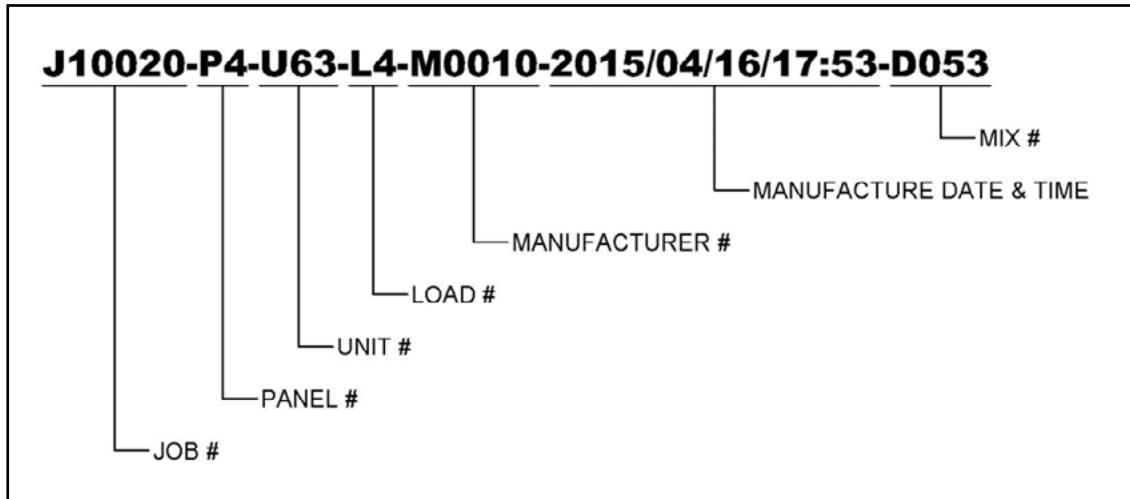 J10020-P4-U63-L4-M0010-2015/04/16/17:53-D053
MIX #
MANUFACTURE DATE & TIME
MANUFACTURER #
LOAD #
UNIT #
PANEL #
JOB #